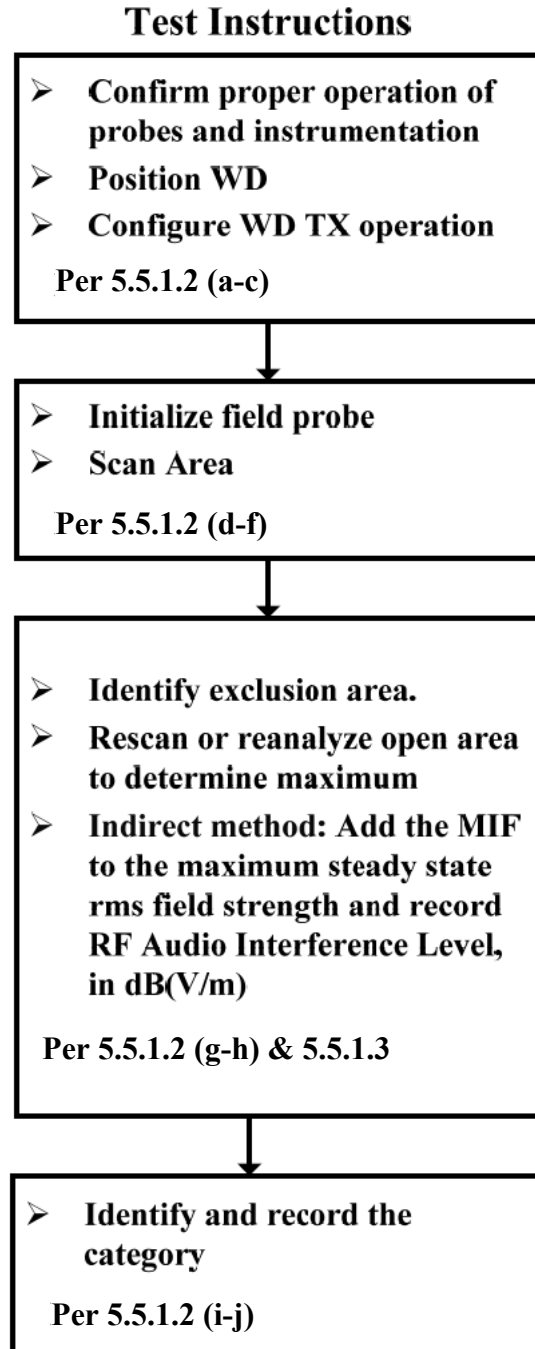 Test Instructions
➢ Confirm proper operation of
probes and instrumentation
➢ Position WD
➢ Configure WD TX operation
Per 5.5.1.2 (a-c)
➢ Initialize field probe
➢ Scan Area
Per 5.5.1.2 (d-f)
➢ Identify exclusion area.
➢ Rescan or reanalyze open area
to determine maximum
➢ Indirect method: Add the MIF
to the maximum steady state
rms field strength and record
RF Audio Interference Level,
in dB(V/m)
Per 5.5.1.2 (g-h) & 5.5.1.3
➢ Identify and record the
category
Per 5.5.1.2 (i-j)